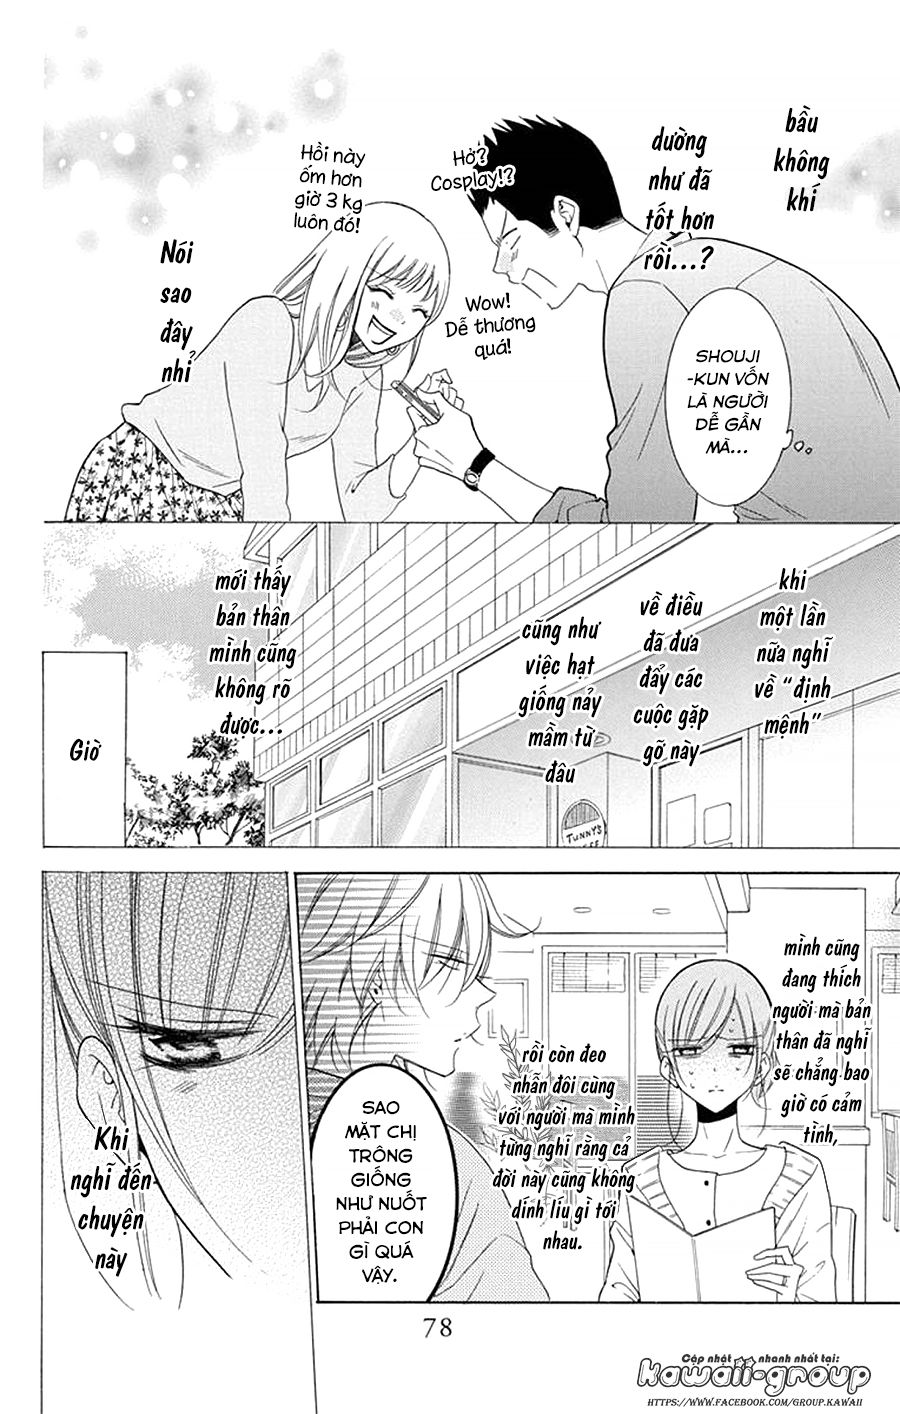 bầu
không
khí
dường
như đã
tốt hơn
rồi...?
Hở?
Cosplay!?
Hồi này
ốm hơn
giờ 3 kg
luôn đó!
Wow!
Dễ thương
quá!
SHOUJI
-KUN VỐN
LÀ NGƯỜI
DỄ GẦN
MÀ...
Nói
sao
đây
nhỉ
khi
một lần
nữa nghĩ
về "định
mệnh"
về điều
đã đưa
đẩy các
cuộc gặp
gỡ này
cũng như
việc hạt
giống nảy
mầm từ
đâu
mới thấy
bản thân
mình cũng
không rõ
được...
Giờ
TUNNY'S
mình cũng
đang thích
người mà bản
thân đã nghĩ
sẽ chẳng bao
giờ có cảm
tình,
rồi còn đeo
nhẫn đôi cùng
với người mà mình
từng nghĩ rằng cả
đời này cũng không
dính líu gì tới
nhau.
SAO
MẶT CHỊ
TRÔNG
GIỐNG
NHƯ NUỐT
PHẢI CON
GÌ QUÁ
VẬY.
Khi
nghĩ đến
chuyện
này
78
Cập nhật nhanh nhất tại:
kawaii-group
HTTPS://WWW.FACEBOOK.COM/GROUP.KAWAII